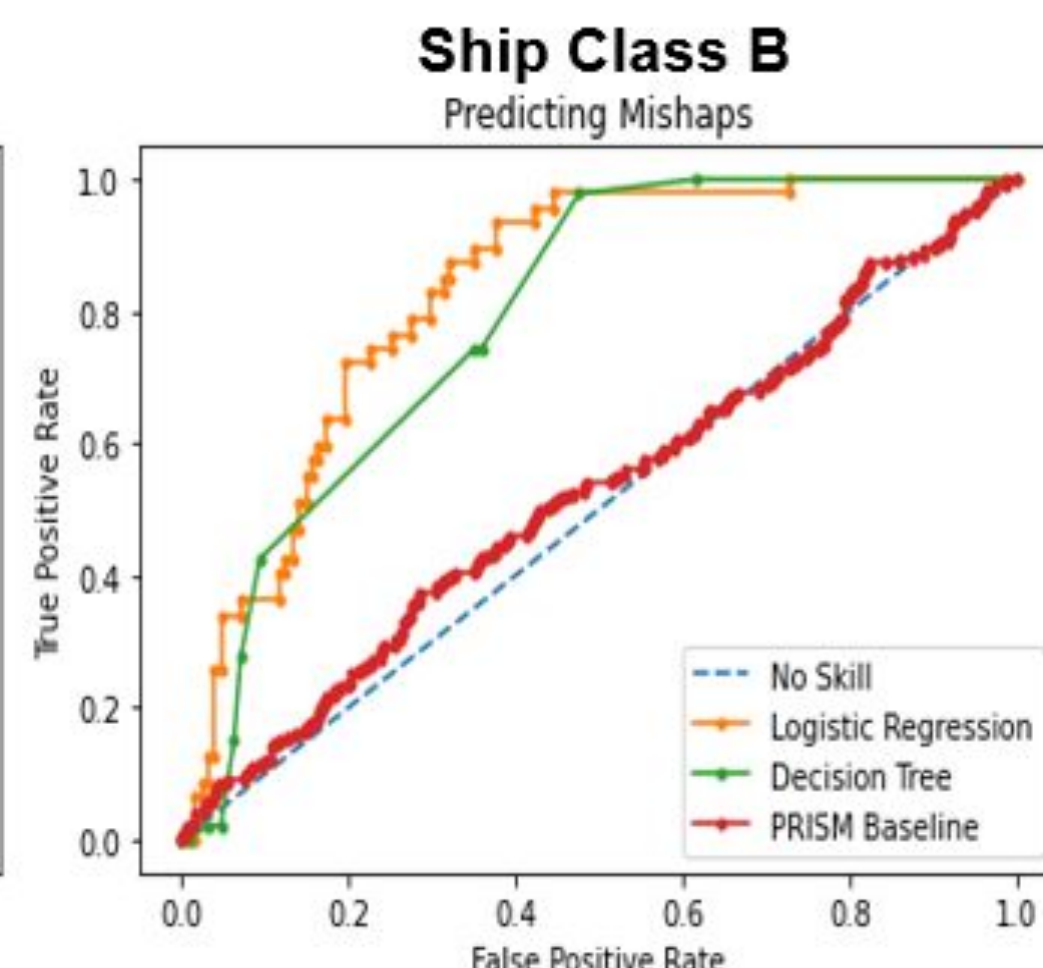 Ship Class B
Predicting Mishaps
True Positive Rate
1.0
0.8
0.6
0.4
0.2
0.0
No Skill
Logistic Regression
Decision Tree
PRISM Baseline
0.0 0.2 0.4 0.6 0.8 1.0
False Positive Rate